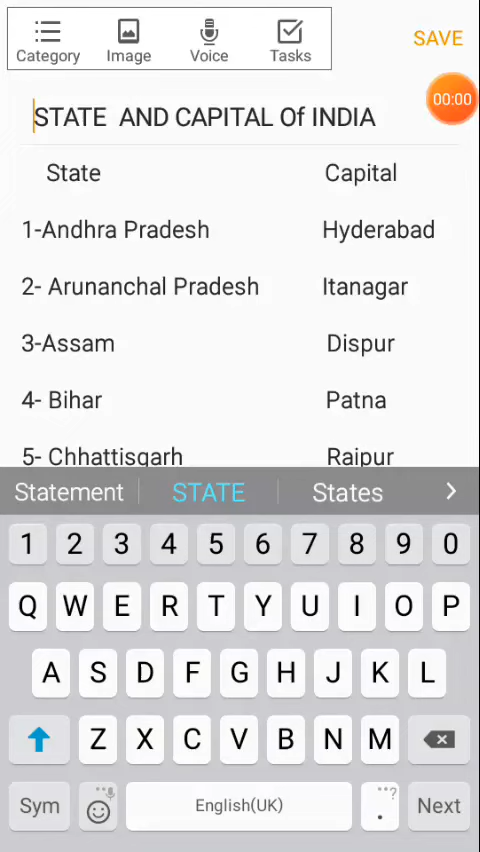 Category Image Voice Tasks
SAVE
00:00
STATE AND CAPITAL Of INDIA
State Capital
1-Andhra Pradesh Hyderabad
2- Arunanchal Pradesh Itanagar
3-Assam Dispur
4- Bihar Patna
5- Chhattisgarh Raipur
Statement STATE States
1 2 3 4 5 6 7 8 9 0
Q W E R T Y U I O P
A S D F G H J K L
Z X C V B N M
Sym English(UK) . ? Next